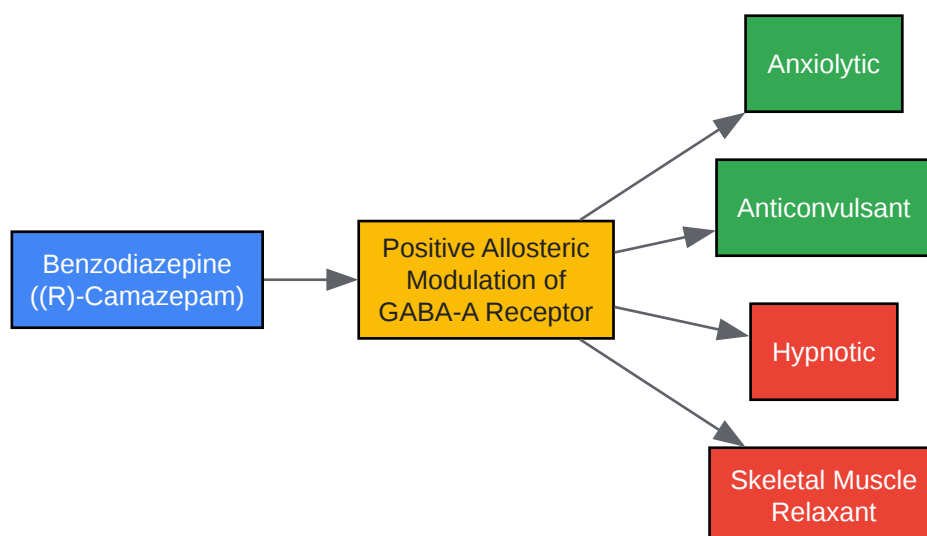 Benzodiazepine
((R)-Camazepam)
Positive Allosteric
Modulation of
GABA-A Receptor
Anxiolytic
Anticonvulsant
Hypnotic
Skeletal Muscle
Relaxant